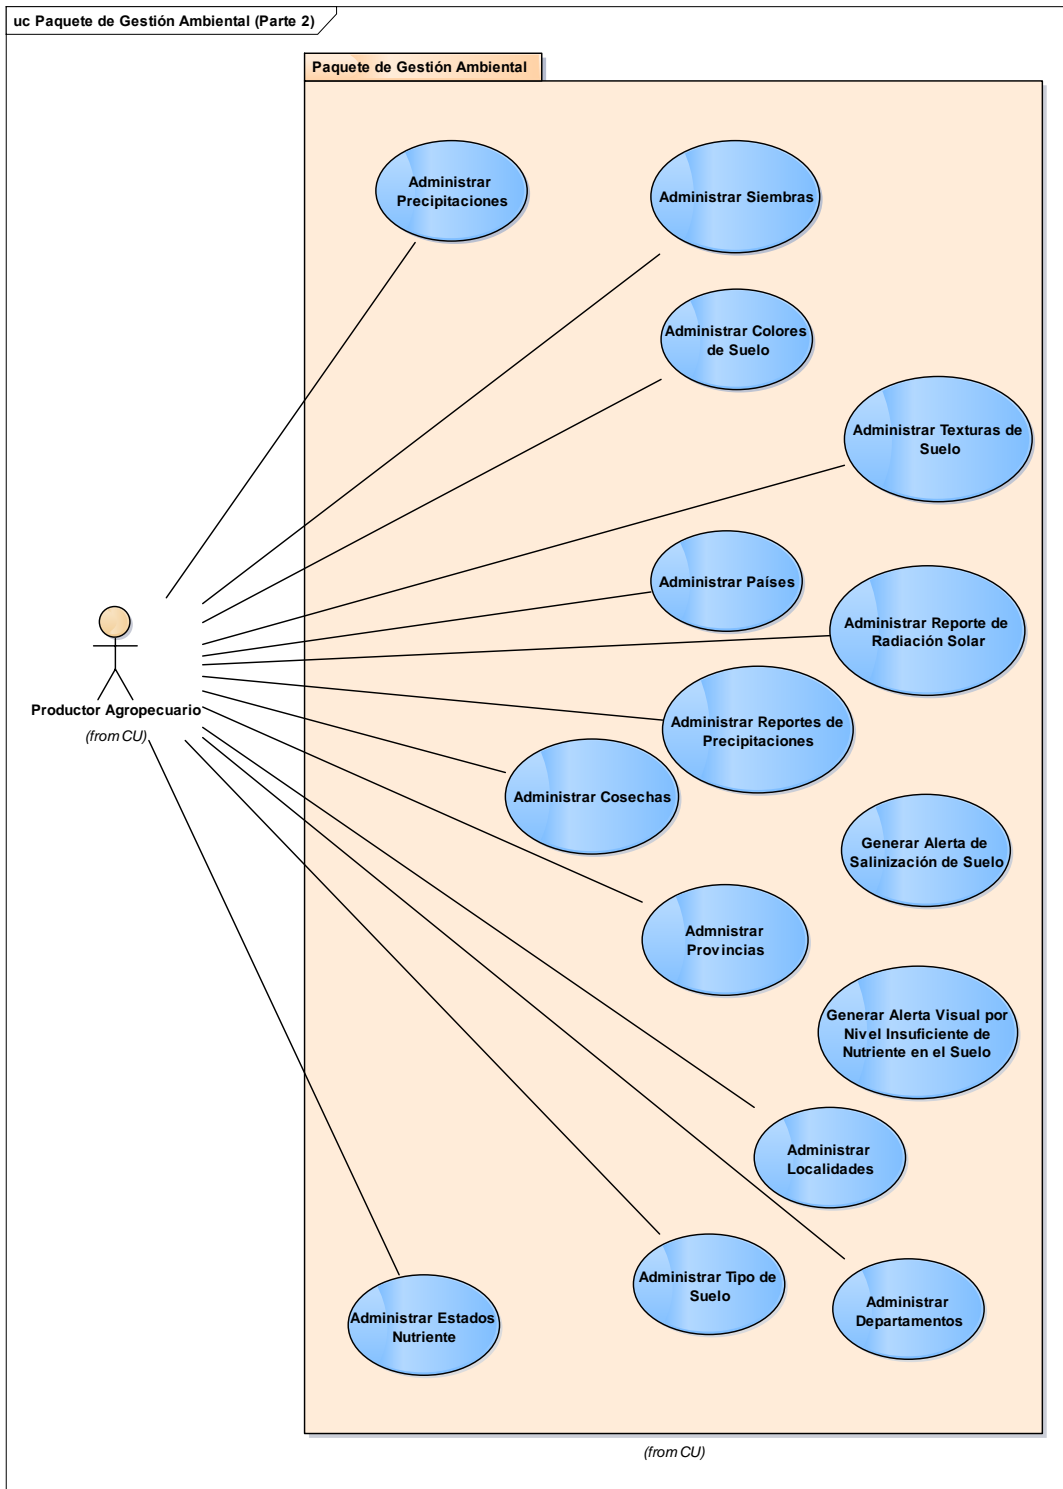 uc Paquete de Gestión Ambiental (Parte 2)
Paquete de Gestión Ambiental
Administrar
Precipitaciones
Administrar Siembras
Administrar Colores
de Suelo
Administrar Texturas de
Suelo
Administrar Países
Administrar Reporte de
Radiación Solar
Productor Agropecuario
(from CU)
Administrar Reportes de
Precipitaciones
Administrar Cosechas
Generar Alerta de
Salinización de Suelo
Admnistrar
Provincias
Generar Alerta Visual por
Nivel Insuficiente de
Nutriente en el Suelo
Administrar
Localidades
Administrar Tipo de
Suelo
Administrar
Departamentos
Administrar Estados
Nutriente
(from CU)